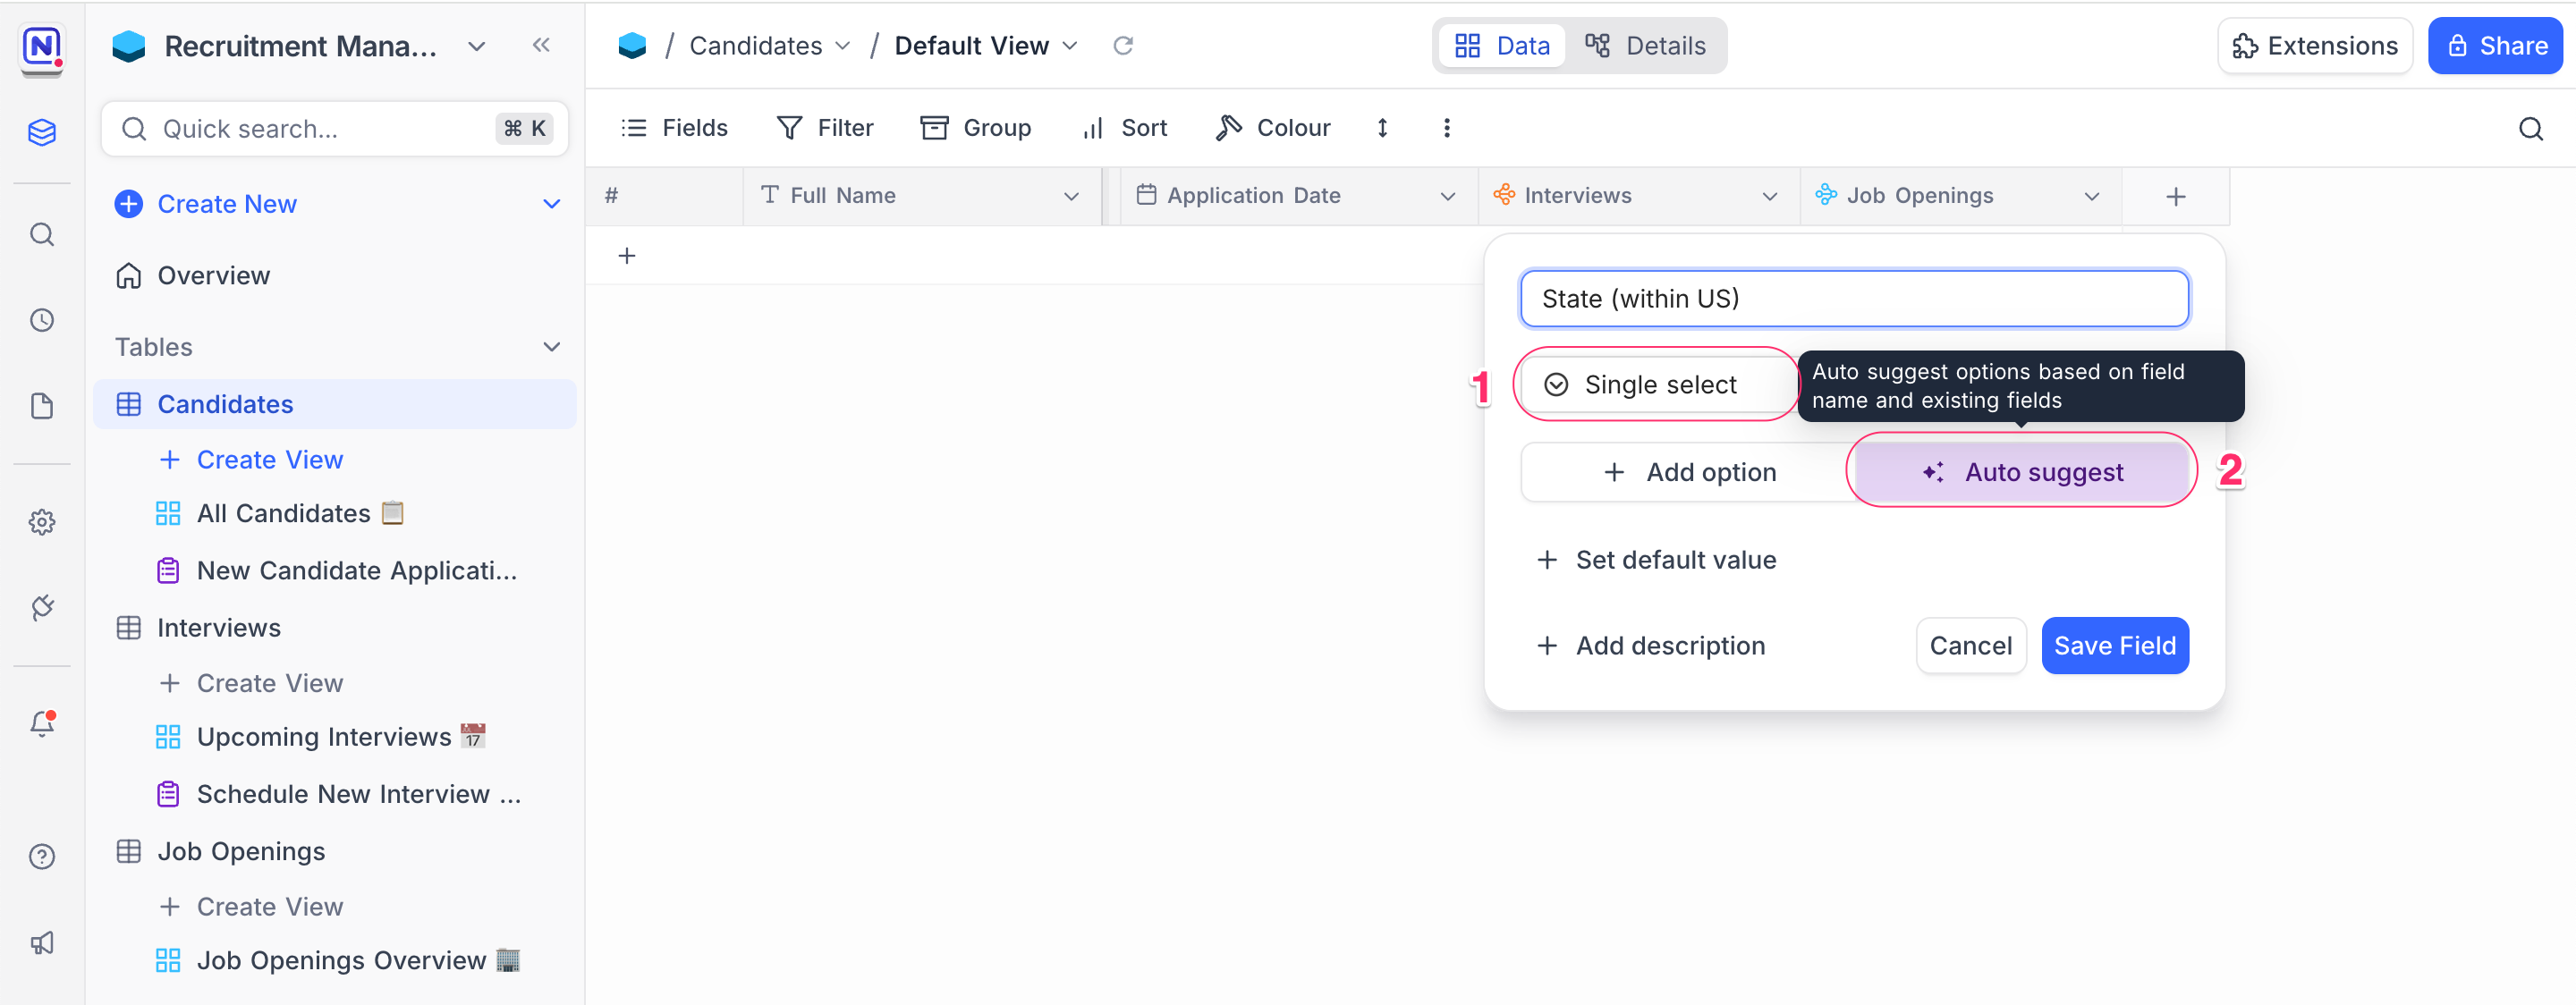 N
Recruitment Mana...
Quick search...
⌘ K
Create New
Overview
Tables
Candidates
Create View
All Candidates 📋
New Candidate Applicati...
Interviews
Create View
Upcoming Interviews 📅
17
Schedule New Interview ...
Job Openings
Create View
Job Openings Overview 🏢
/ Candidates / Default View
Data
Details
Extensions
Share
Fields
Filter
Group
Sort
Colour
#
Full Name
Application Date
Interviews
Job Openings
State (within US)
1
Single select
Auto suggest options based on field
name and existing fields
Add option
Auto suggest
2
Set default value
Add description
Cancel
Save Field